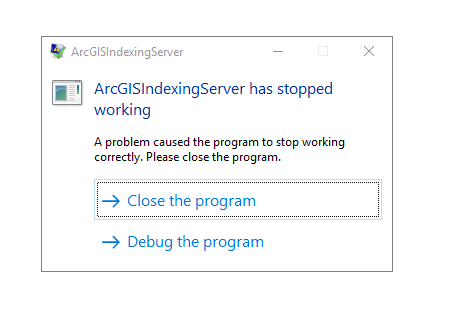 ArcGISIndexingServer
ArcGISIndexingServer has stopped
working
A problem caused the program to stop working
correctly. Please close the program.
Close the program
Debug the program